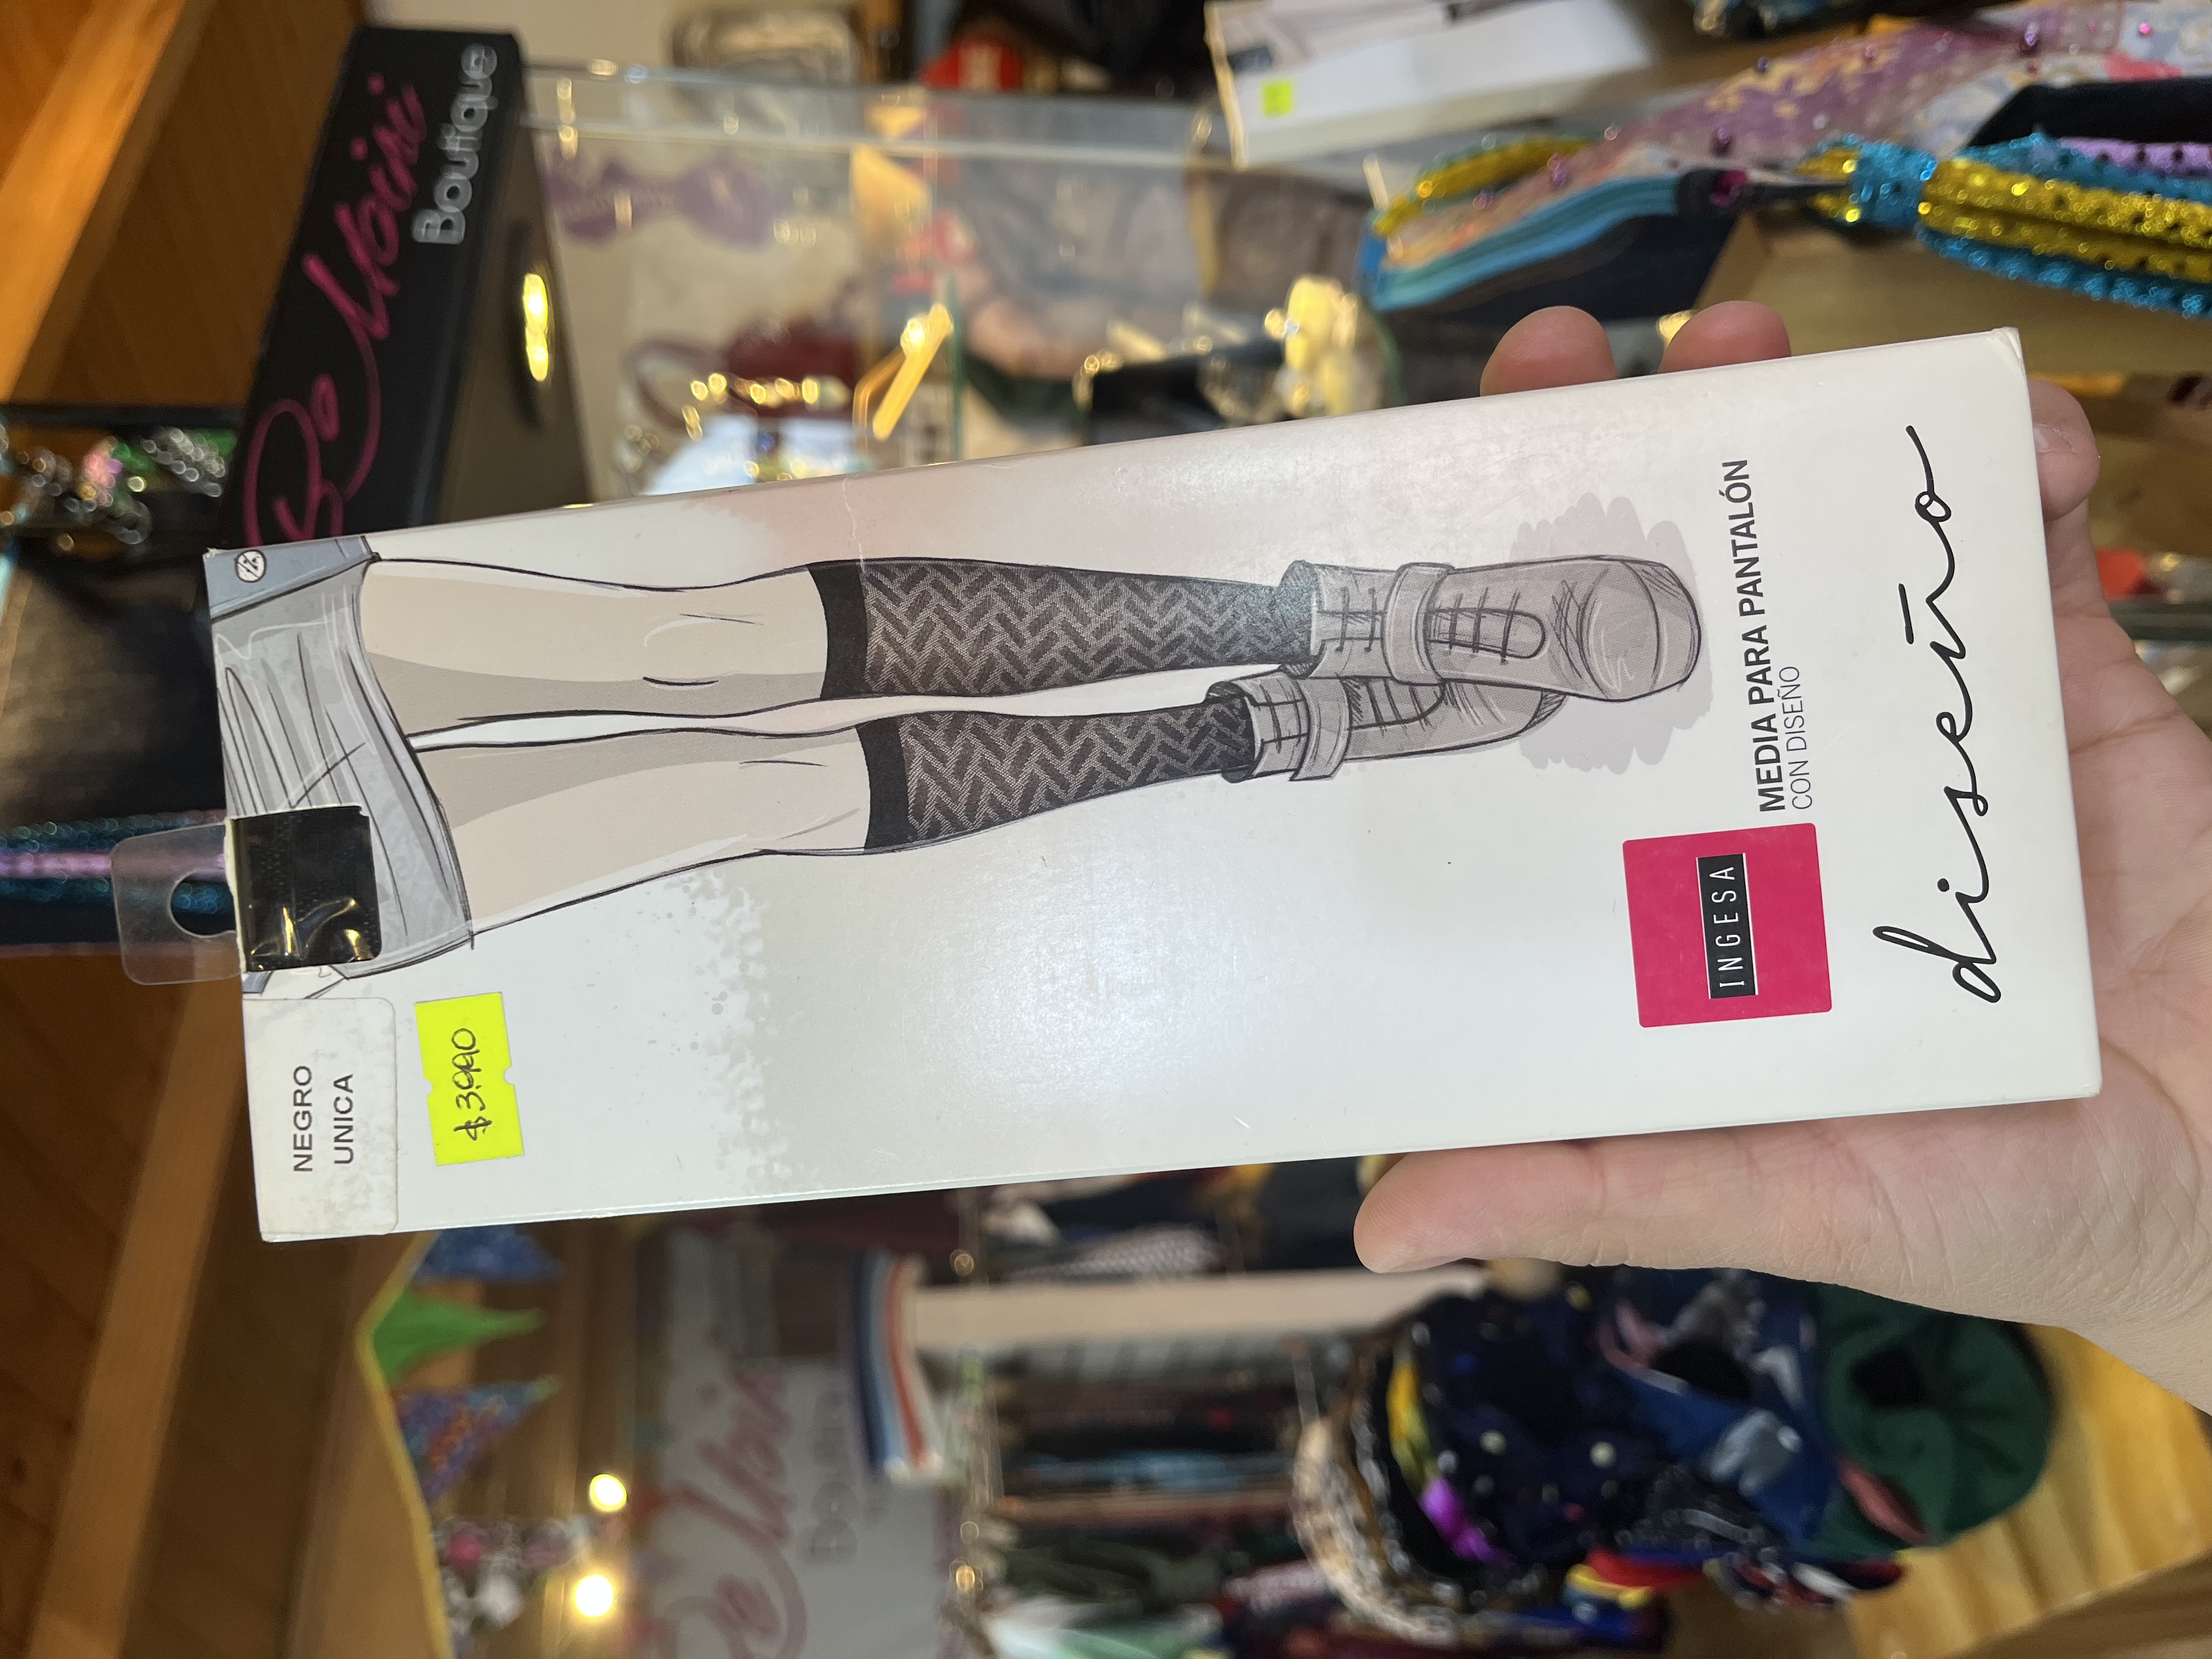 NEGRO
UNICA
$3990
INGESA
MEDIA PARA PANTALÓN
CON DISEÑO
diseño
Boutique